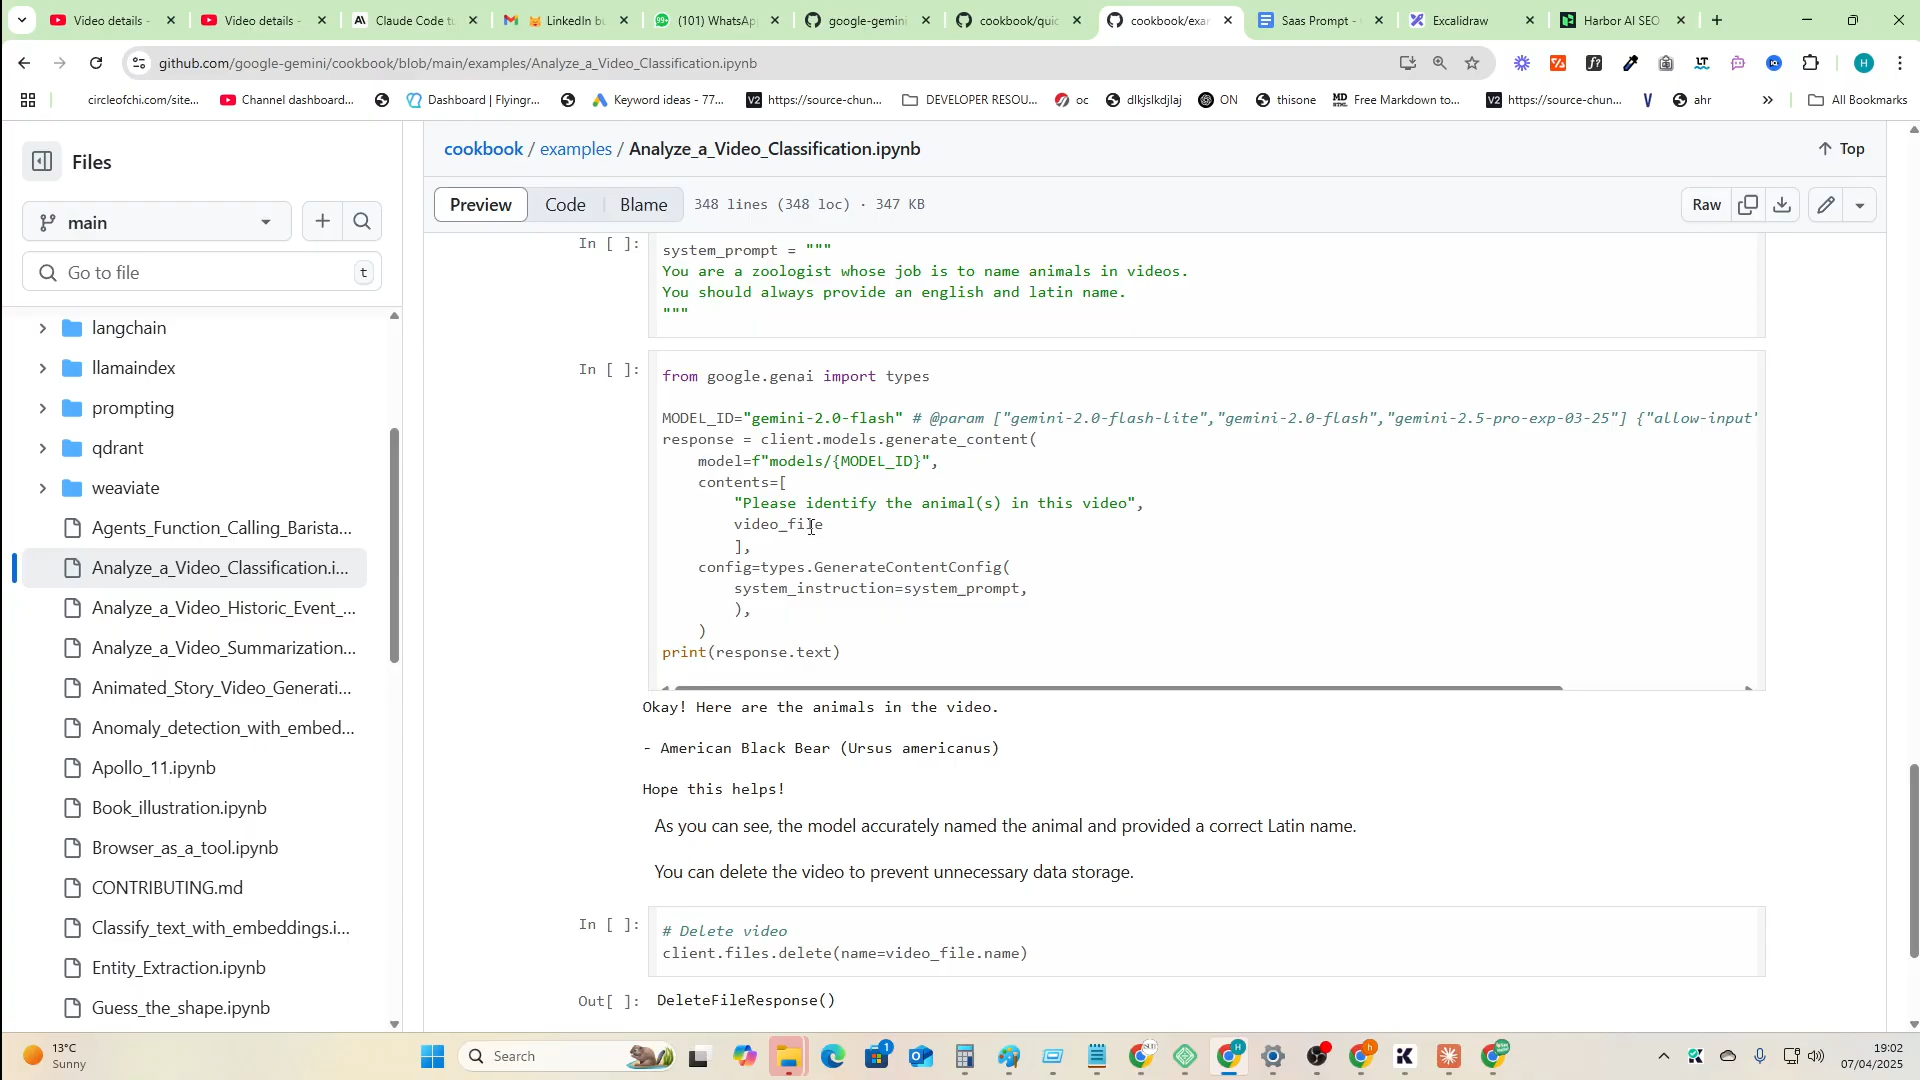 Video details -
Video details -
Claude Code tu
LinkedIn bu
(101) WhatsApp
google-gemini
cookbook/quic
cookbook/exar
Saas Prompt -
Excalidraw
Harbor AI SEO
github.com/google-gemini/cookbook/blob/main/examples/Analyze_a_Video_Classification.ipynb
H
circleofchi.com/site...
Channel dashboard...
Dashboard | Flyingr...
Keyword ideas - 77...
https://source-chun...
DEVELOPER RESOU...
oc
dlkjslkdjlaj
ON
thisone
Free Markdown to...
https://source-chun...
ahr
All Bookmarks
Files
main
Go to file
t
langchain
llamaindex
prompting
qdrant
weaviate
Agents_Function_Calling_Barista...
Analyze_a_Video_Classification.i...
Analyze_a_Video_Historic_Event_...
Analyze_a_Video_Summarization...
Animated_Story_Video_Generati...
Anomaly_detection_with_embed...
Apollo_11.ipynb
Book_illustration.ipynb
Browser_as_a_tool.ipynb
CONTRIBUTING.md
Classify_text_with_embeddings.i...
Entity_Extraction.ipynb
Guess_the_shape.ipynb
cookbook / examples / Analyze_a_Video_Classification.ipynb
Top
Preview
Code
Blame
348 lines (348 loc) · 347 KB
Raw
In [ ]:
system_prompt = """
You are a zoologist whose job is to name animals in videos.
You should always provide an english and latin name.
"""
In [ ]:
from google.genai import types
MODEL_ID="gemini-2.0-flash" # @param ["gemini-2.0-flash-lite","gemini-2.0-flash","gemini-2.5-pro-exp-03-25"] {"allow-input"
response = client.models.generate_content(
model=f"models/{MODEL_ID}",
contents=[
"Please identify the animal(s) in this video",
video_file
],
config=types.GenerateContentConfig(
system_instruction=system_prompt,
),
)
print(response.text)
Okay! Here are the animals in the video.
- American Black Bear (Ursus americanus)
Hope this helps!
As you can see, the model accurately named the animal and provided a correct Latin name.
You can delete the video to prevent unnecessary data storage.
In [ ]:
# Delete video
client.files.delete(name=video_file.name)
Out[ ]:
DeleteFileResponse()
13°C
Sunny
Search
19:02
07/04/2025